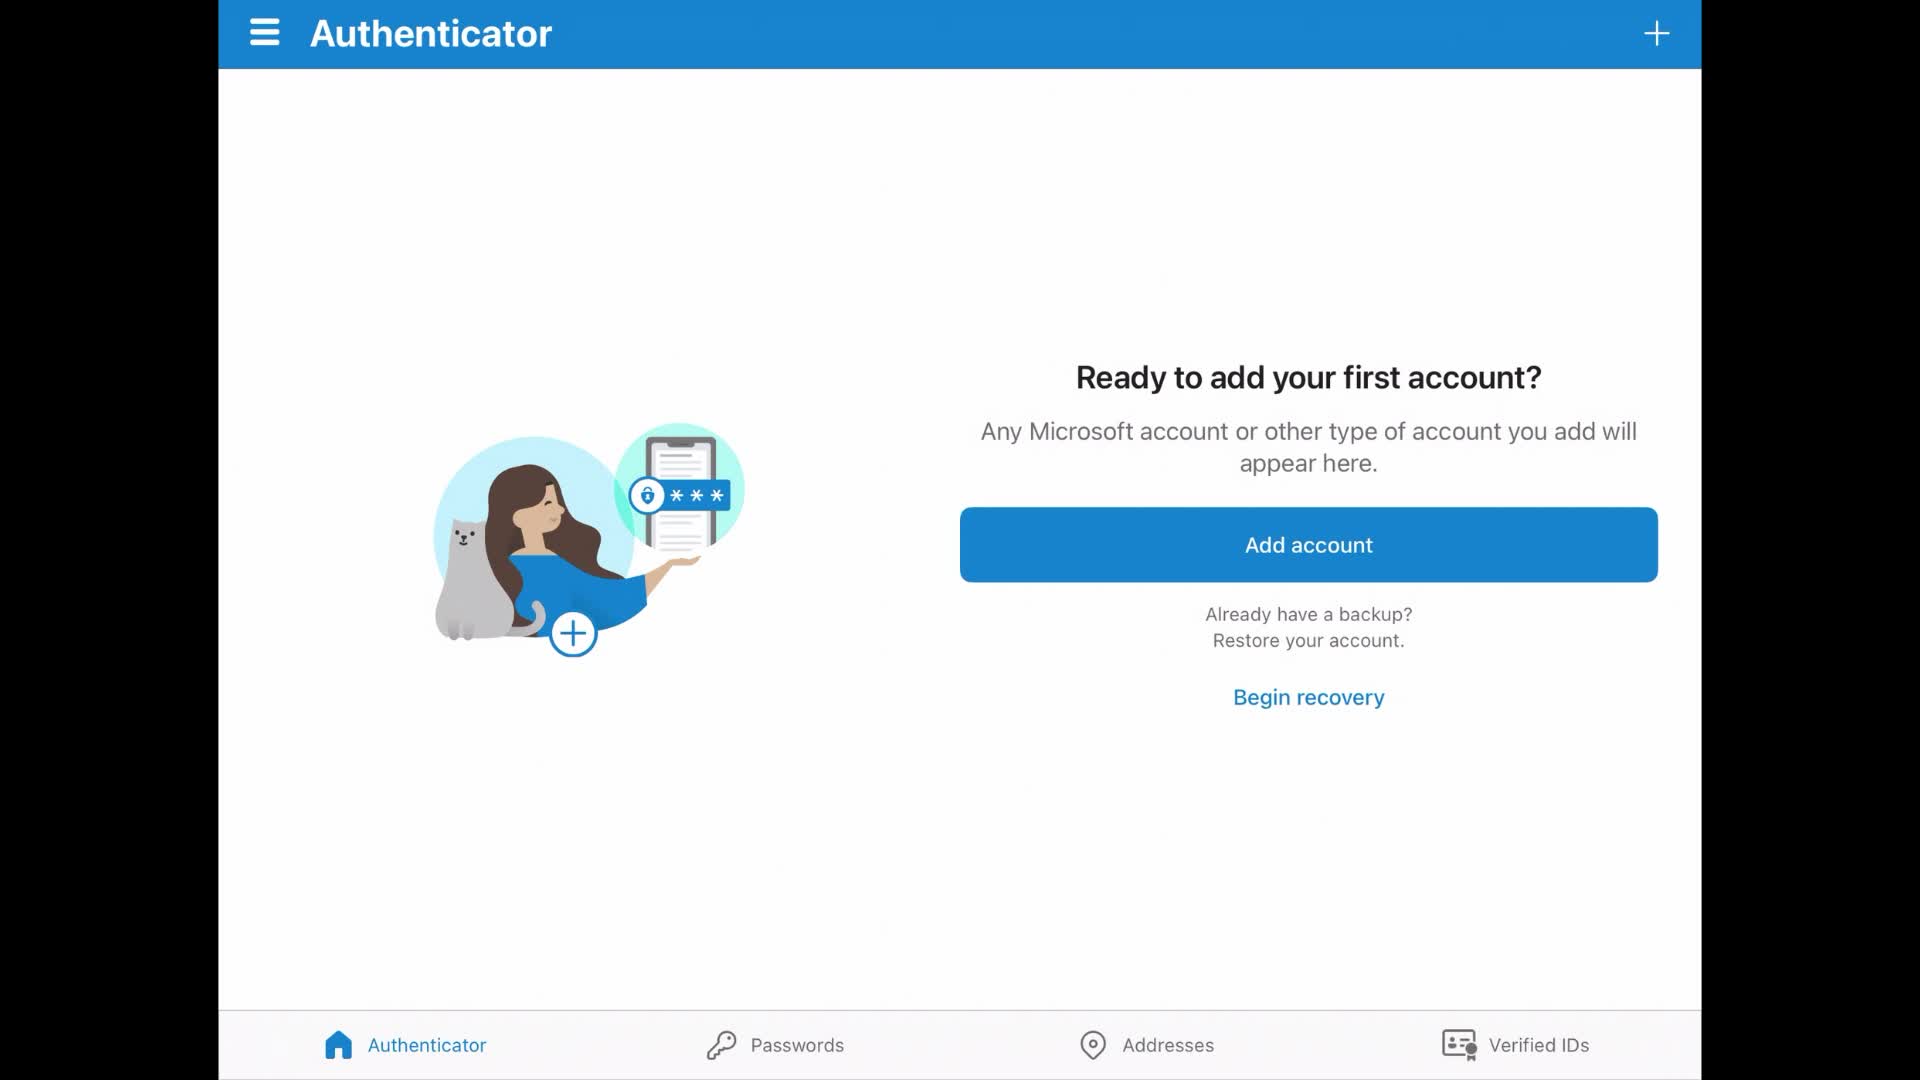 Authenticator
Ready to add your first account?
Any Microsoft account or other type of account you add will
appear here.
* * *
Add account
Already have a backup?
Restore your account.
Begin recovery
Authenticator
Passwords
Addresses
Verified IDs